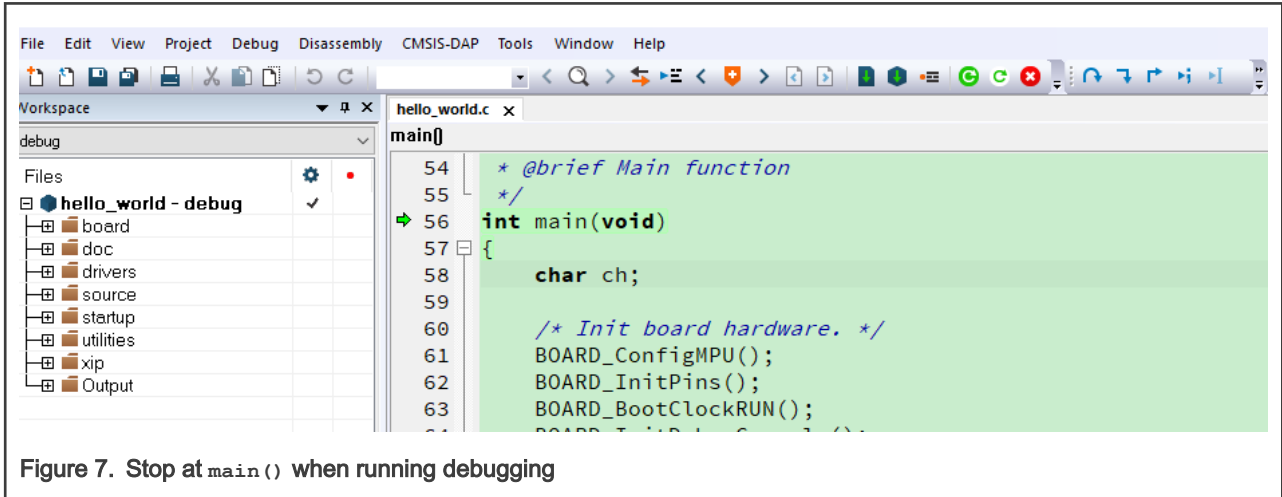 File Edit View Project Debug Disassembly CMSIS-DAP Tools Window Help
Workspace
hello_world.c
debug
main()
Files
hello_world - debug
board
doc
drivers
source
startup
utilities
xip
Output
54 * @brief Main function
55 */
56 int main(void)
57 {
58 char ch;
59
60 /* Init board hardware. */
61 BOARD_ConfigMPU();
62 BOARD_InitPins();
63 BOARD_BootClockRUN();
Figure 7. Stop at main() when running debugging